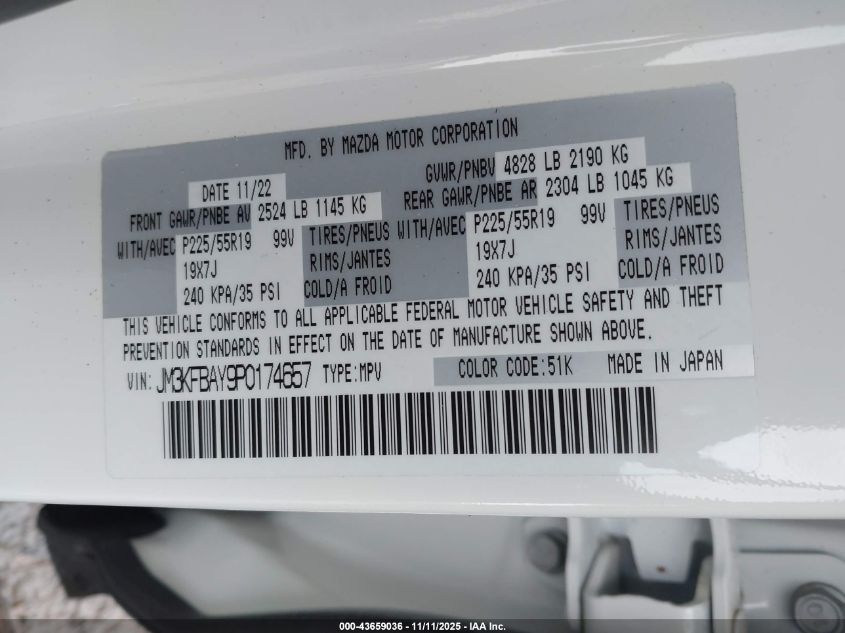 MFD. BY MAZDA MOTOR CORPORATION
DATE 11/22 GVWR/PNBV 4828 LB 2190 KG
FRONT GAWR/PNBE AV 2524 LB 1145 KG REAR GAWR/PNBE AR 2304 LB 1045 KG
WITH/AVEC P225/55R19 99V TIRES/PNEUS WITH/AVEC P225/55R19 99V TIRES/PNEUS
19X7J RIMS/JANTES 19X7J RIMS/JANTES
240 KPA/35 PSI COLD/A FROID 240 KPA/35 PSI COLD/A FROID
THIS VEHICLE CONFORMS TO ALL APPLICABLE FEDERAL MOTOR VEHICLE SAFETY AND THEFT
PREVENTION STANDARDS IN EFFECT ON THE DATE OF MANUFACTURE SHOWN ABOVE.
VIN: JM3KFBAY9P0174657 TYPE:MPV COLOR CODE:51K MADE IN JAPAN
000-43659036 - 11/11/2025 - IAA Inc.